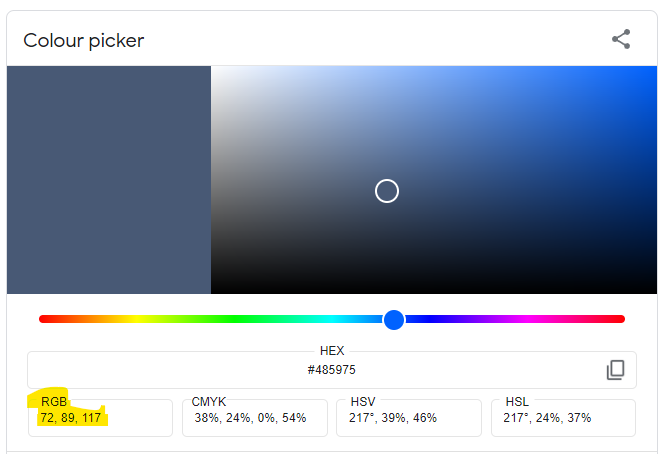 Colour picker
HEX
#485975
RGB
72, 89, 117
CMYK
38%, 24%, 0%, 54%
HSV
217°, 39%, 46%
HSL
217°, 24%, 37%